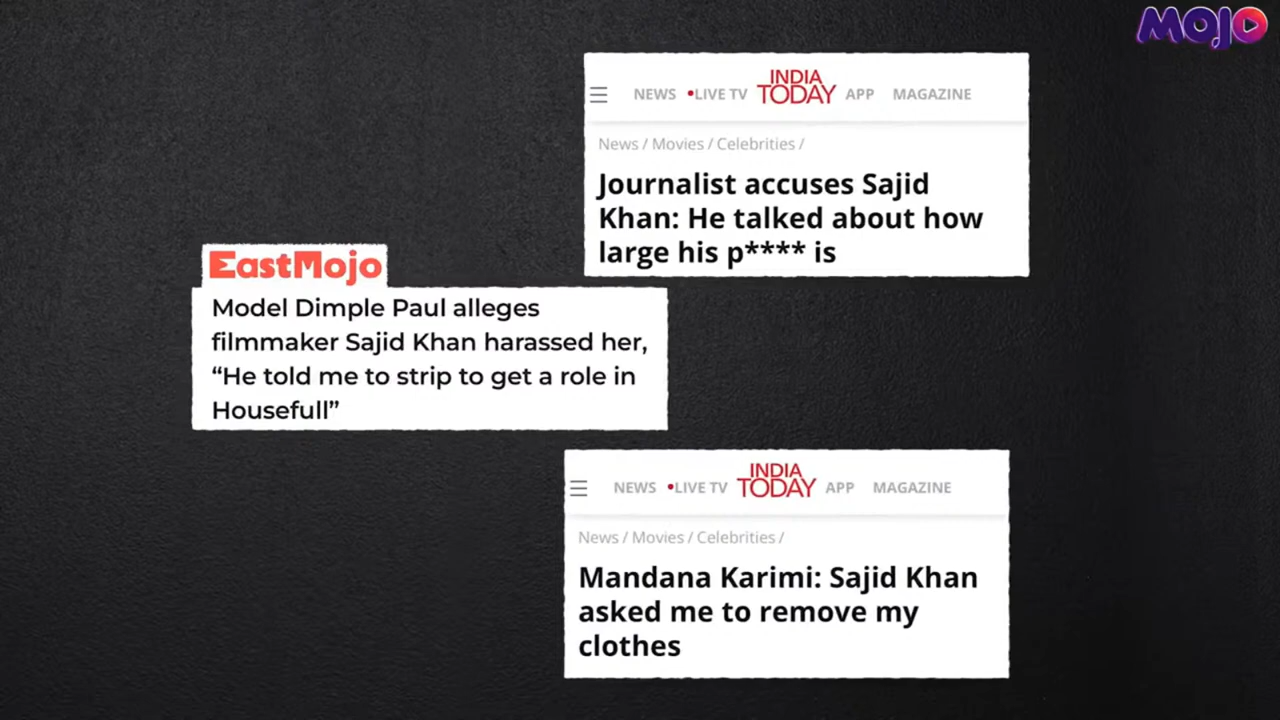 MOJO
INDIA
NEWS •LIVE TV TODAY APP MAGAZINE
News / Movies / Celebrities /
Journalist accuses Sajid
Khan: He talked about how
large his p**** is
EastMojo
Model Dimple Paul alleges
filmmaker Sajid Khan harassed her,
“He told me to strip to get a role in
Housefull”
INDIA
NEWS •LIVE TV TODAY APP MAGAZINE
News / Movies / Celebrities /
Mandana Karimi: Sajid Khan
asked me to remove my
clothes